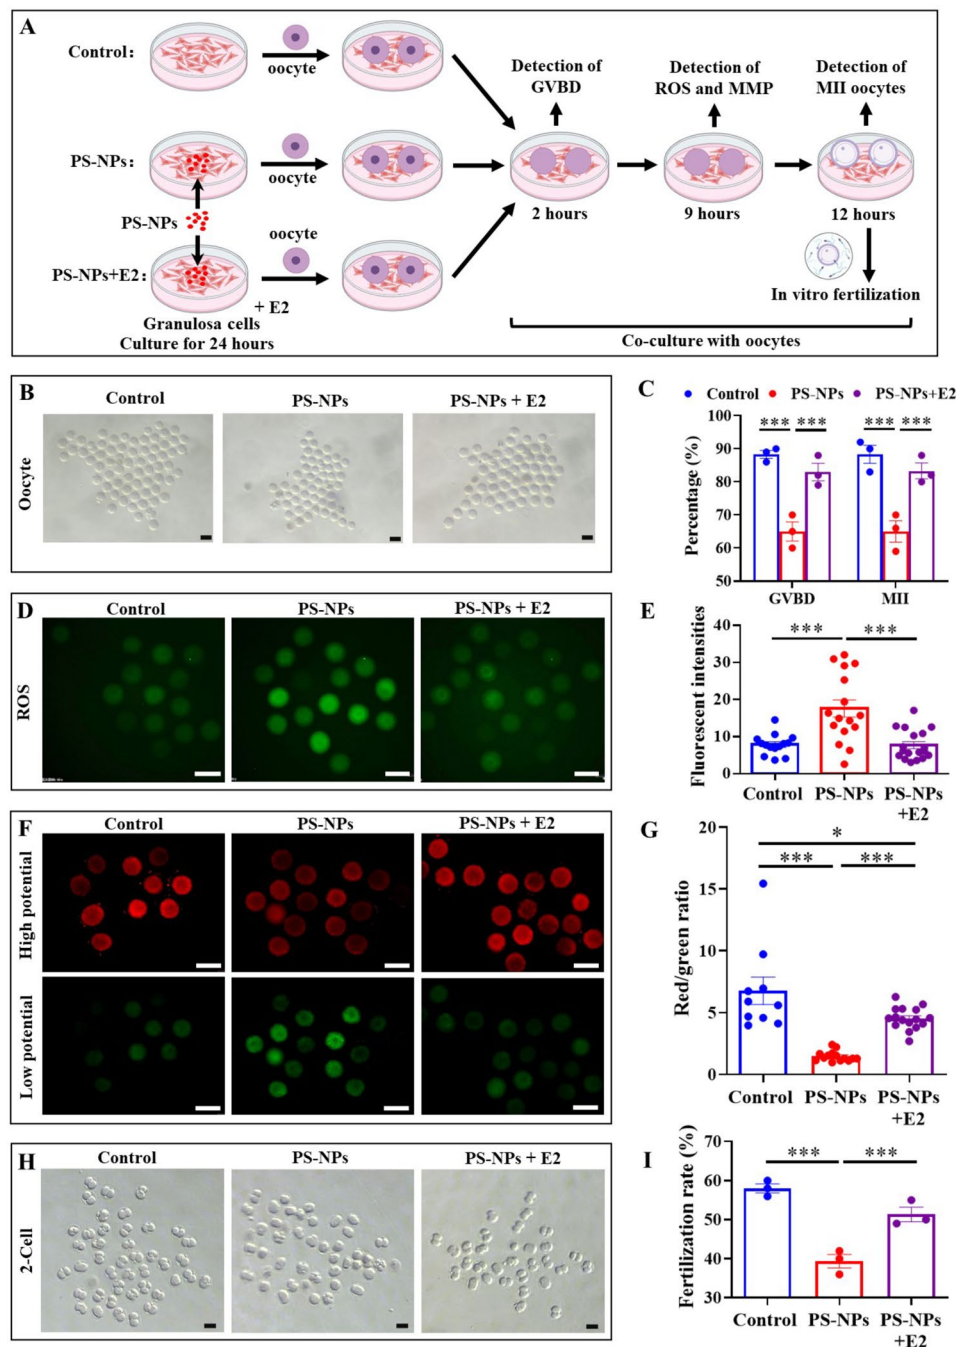 A
Control:
oocyte
Detection of
GVBD
Detection of
ROS and MMP
Detection of
MII oocytes
PS-NPs:
oocyte
2 hours
9 hours
12 hours
PS-NPs
oocyte
PS-NPs+E2:
+ E2
In vitro fertilization
Granulosa cells
Culture for 24 hours
Co-culture with oocytes
B
Control
PS-NPs
PS-NPs + E2
Oocyte
C
Control PS-NPs PS-NPs+E2
Percentage (%)
100
90
80
70
60
50
*** *** *** ***
GVBD MII
D
Control
PS-NPs
PS-NPs + E2
ROS
E
Fluorescent intensities
40
30
20
10
0
*** ***
Control PS-NPs PS-NPs
+E2
F
Control
PS-NPs
PS-NPs + E2
High potential
Low potential
G
Red/green ratio
20
15
10
5
0
*
*** ***
Control PS-NPs PS-NPs
+E2
H
Control
PS-NPs
PS-NPs + E2
2-Cell
I
Fertilization rate (%)
70
60
50
40
30
*** ***
Control PS-NPs PS-NPs
+E2